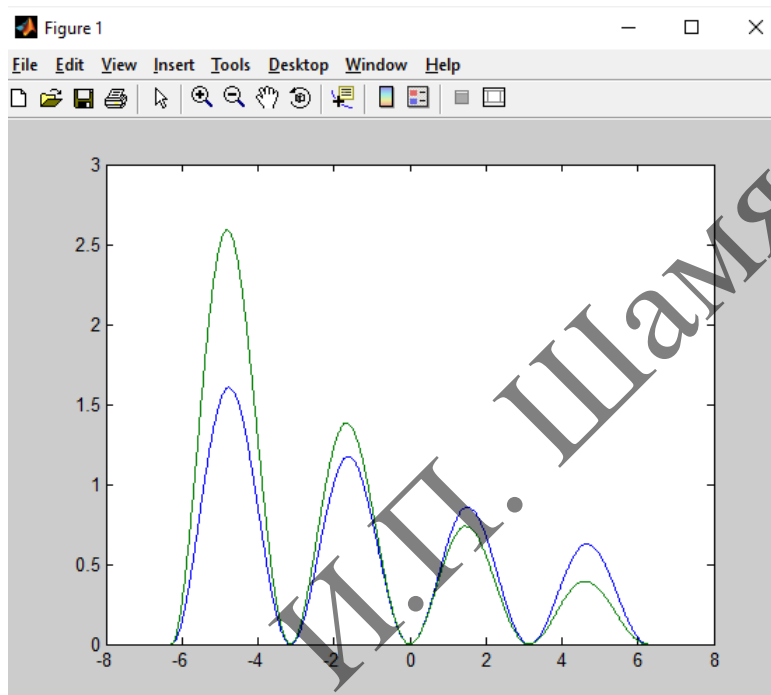 Figure 1
File Edit View Insert Tools Desktop Window Help
3
2.5
2
1.5
1
0.5
0
-8 -6 -4 -2 0 2 4 6 8
И.П. Шамя